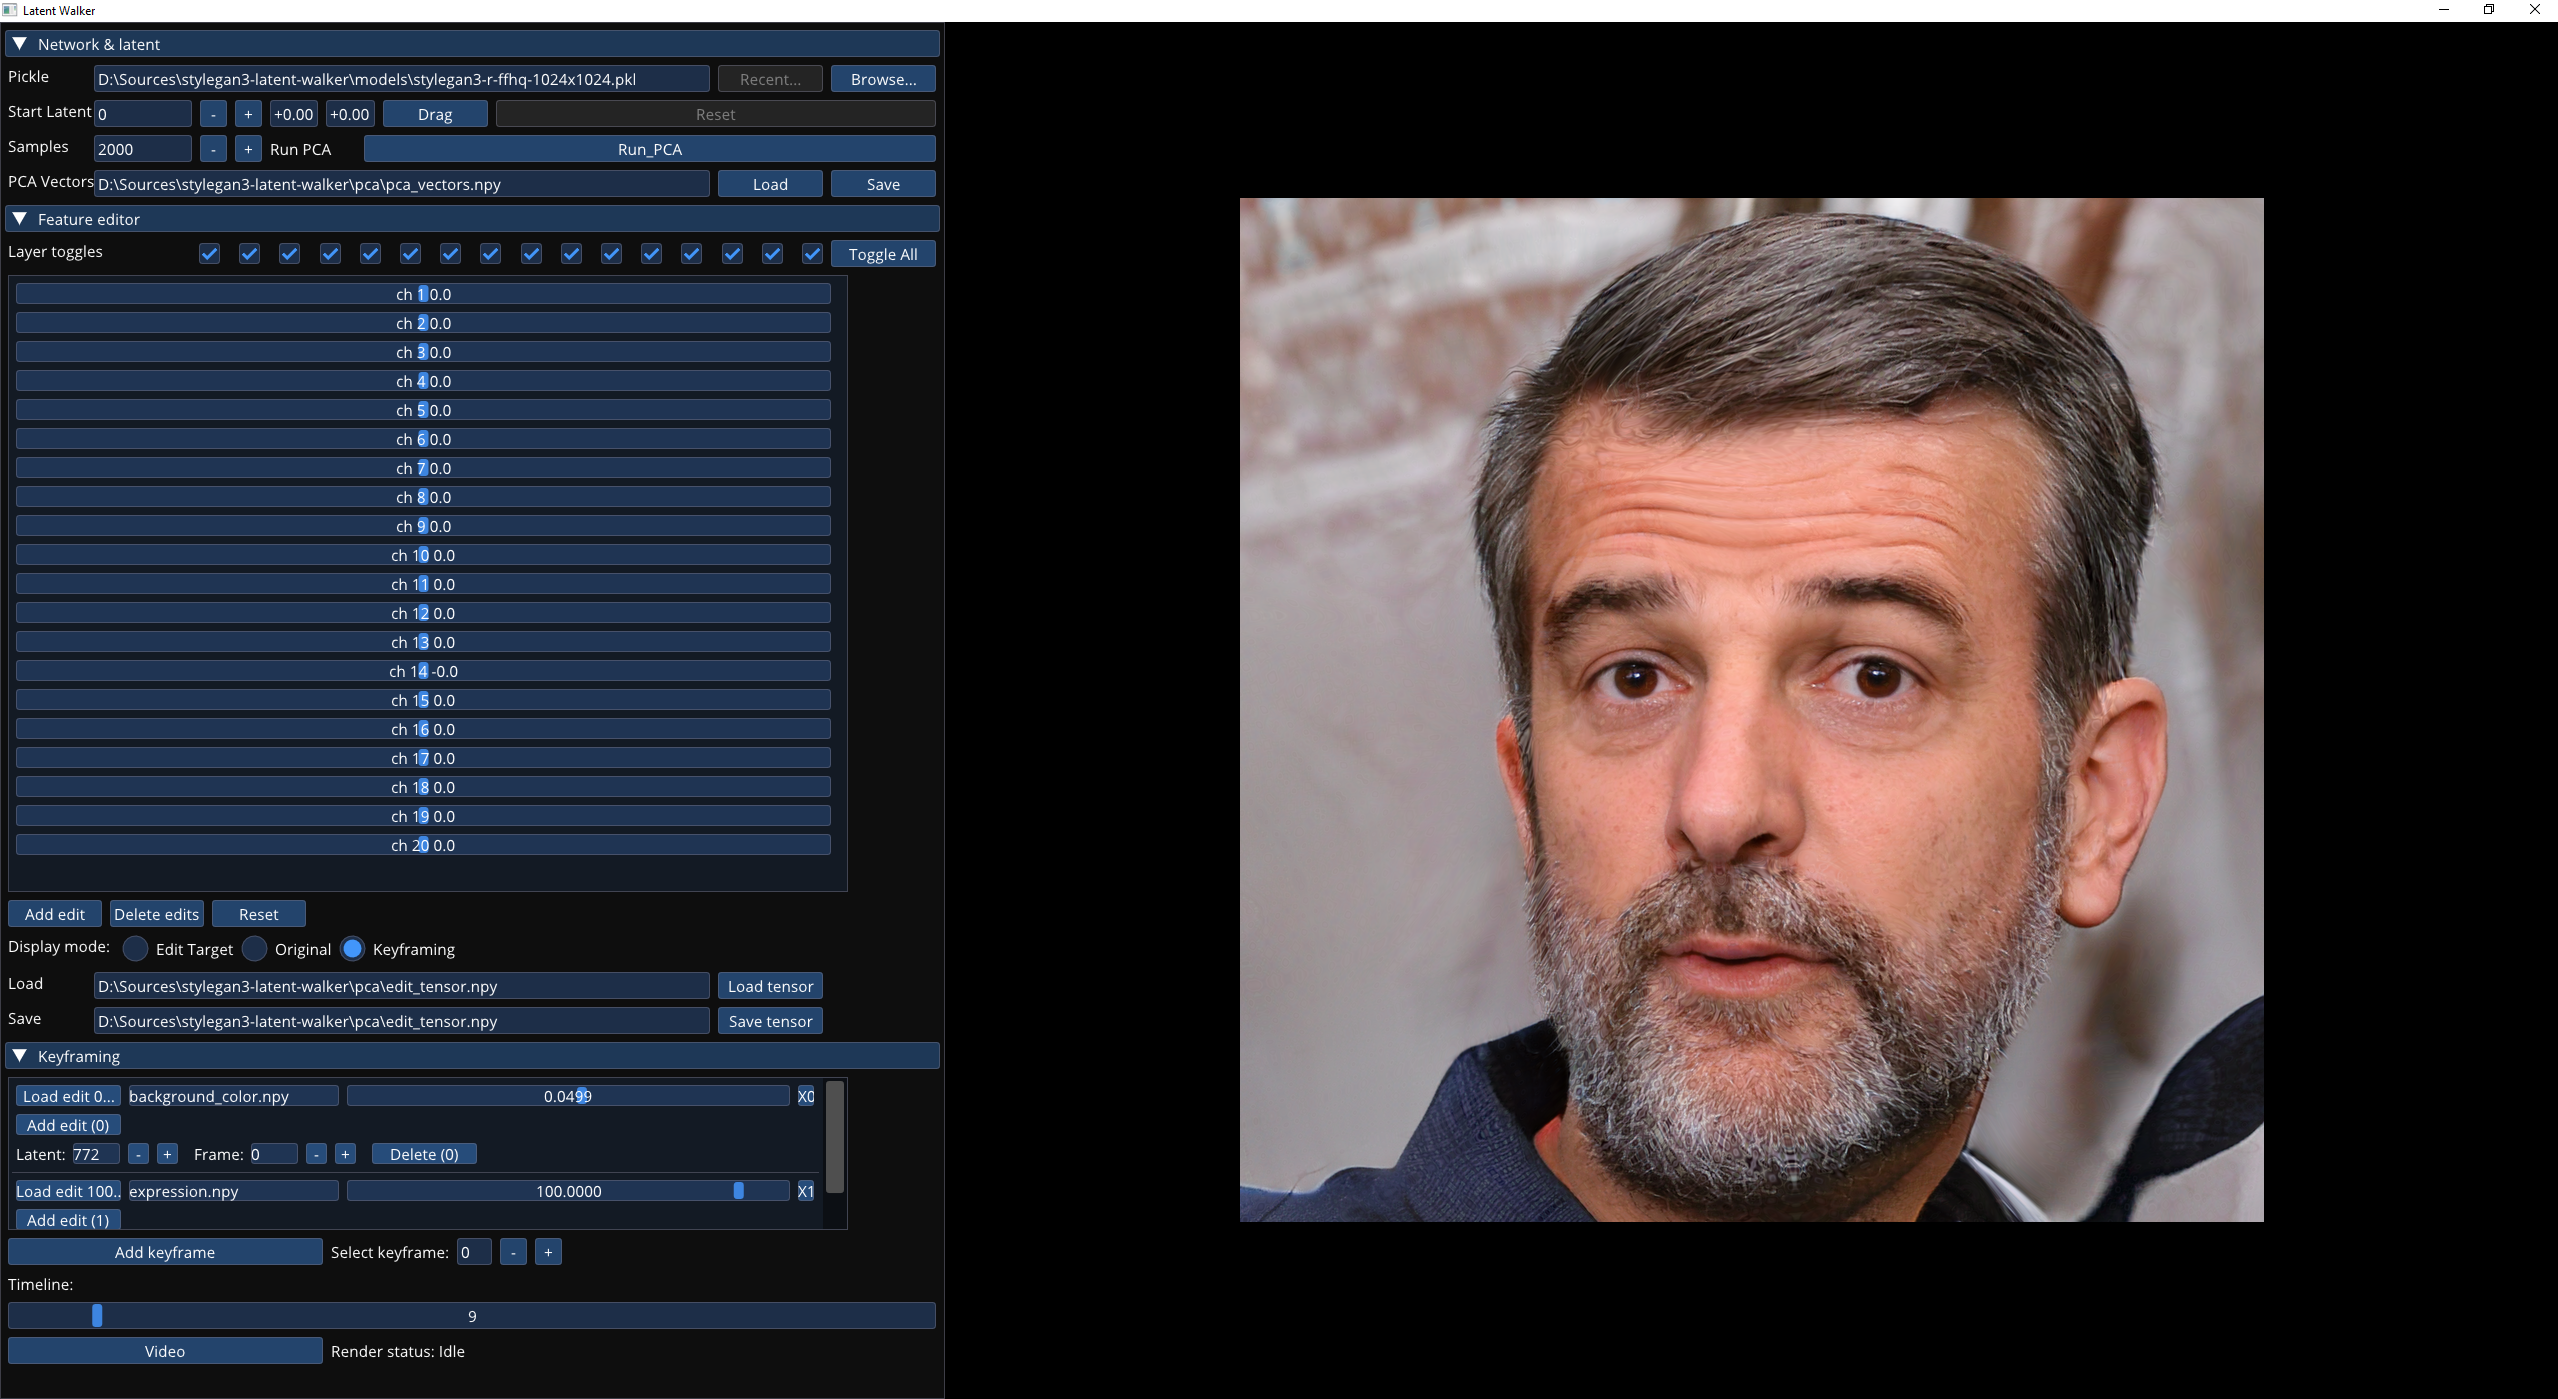 Latent Walker
Network & latent
Pickle D:\Sources\stylegan3-latent-walker\models\stylegan3-r-ffhq-1024x1024.pkl Recent... Browse...
Start Latent 0 - + +0.00 +0.00 Drag Reset
Samples 2000 - + Run PCA Run_PCA
PCA Vectors D:\Sources\stylegan3-latent-walker\pca\pca_vectors.npy Load Save
Feature editor
Layer toggles Toggle All
ch 1 0.0
ch 2 0.0
ch 3 0.0
ch 4 0.0
ch 5 0.0
ch 6 0.0
ch 7 0.0
ch 8 0.0
ch 9 0.0
ch 10 0.0
ch 11 0.0
ch 12 0.0
ch 13 0.0
ch 14 -0.0
ch 15 0.0
ch 16 0.0
ch 17 0.0
ch 18 0.0
ch 19 0.0
ch 20 0.0
Add edit Delete edits Reset
Display mode: Edit Target Original Keyframing
Load D:\Sources\stylegan3-latent-walker\pca\edit_tensor.npy Load tensor
Save D:\Sources\stylegan3-latent-walker\pca\edit_tensor.npy Save tensor
Keyframing
Load edit 0... background_color.npy 0.0499 X0
Add edit (0)
Latent: 772 - + Frame: 0 - + Delete (0)
Load edit 100.. expression.npy 100.0000 X1
Add edit (1)
Add keyframe Select keyframe: 0 - +
Timeline:
9
Video Render status: Idle